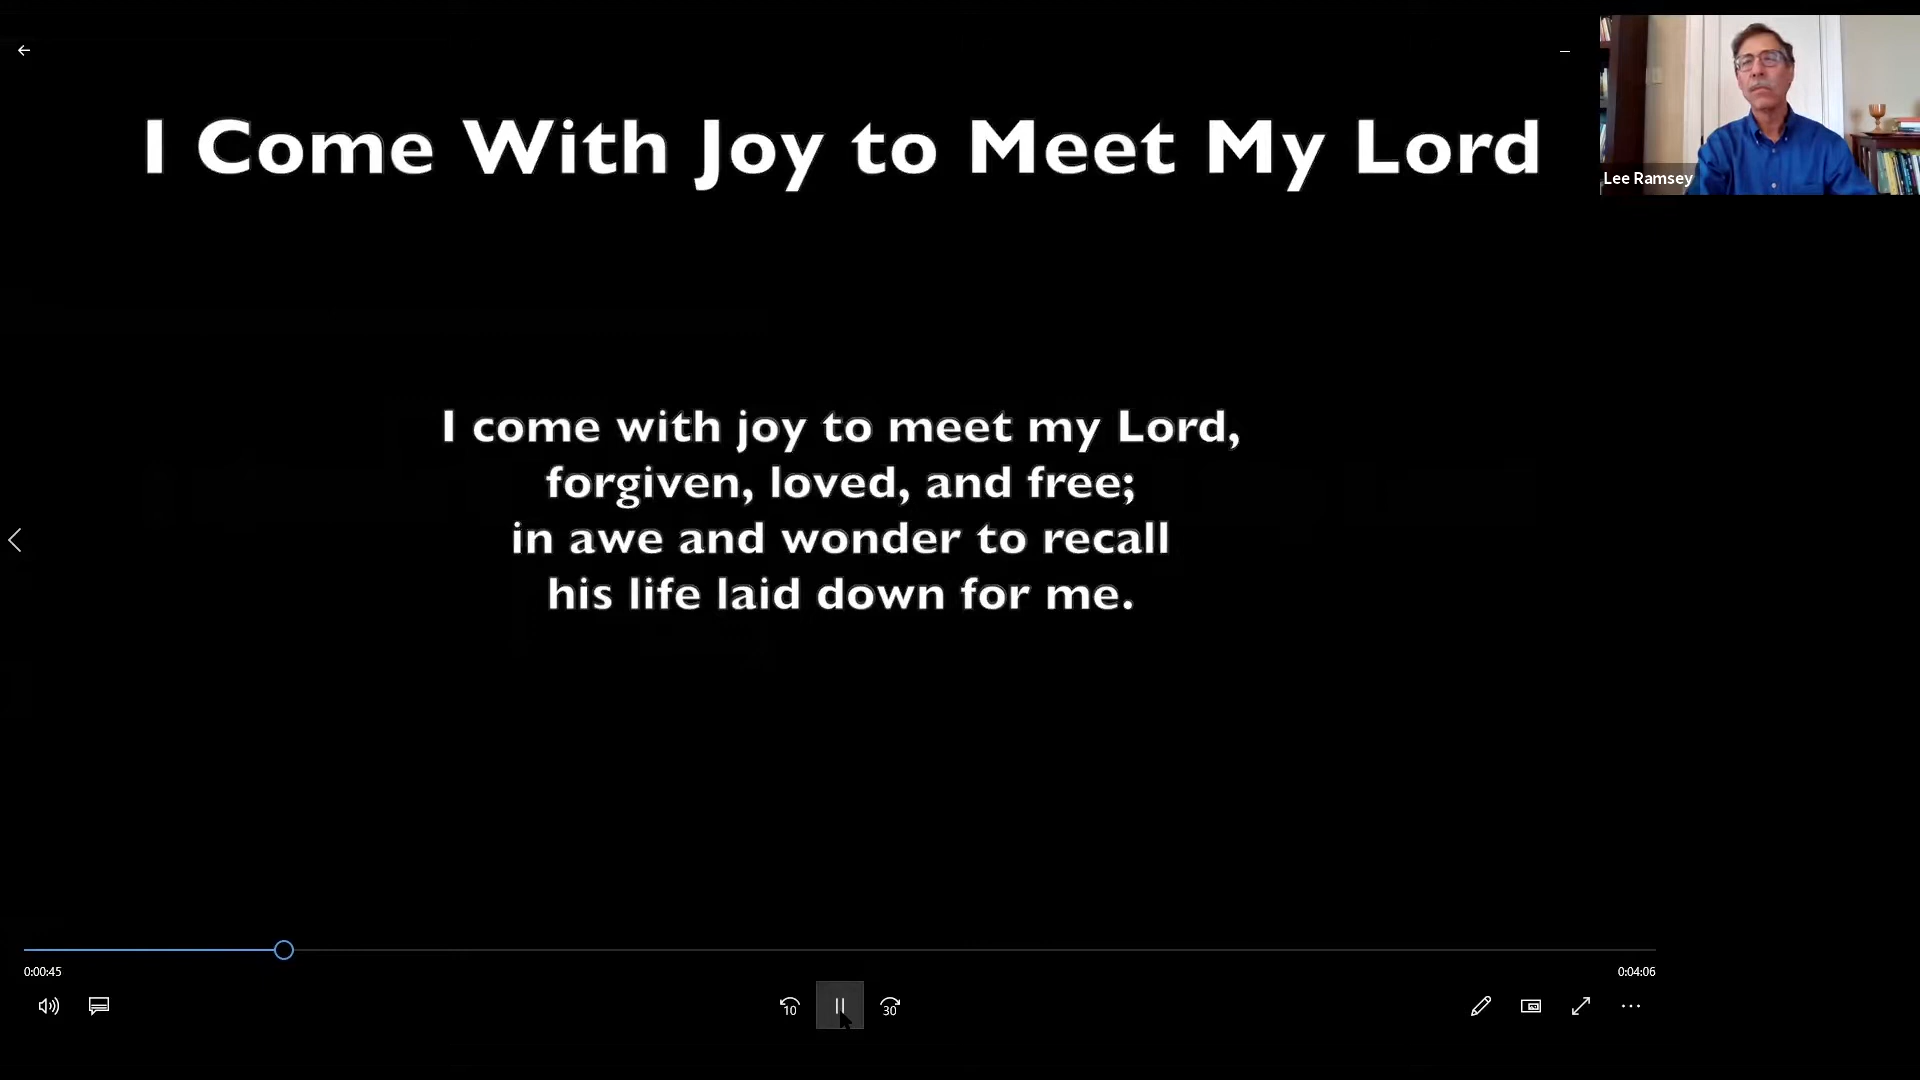 I Come With Joy to Meet My Lord
Lee Ramsey
I come with joy to meet my Lord,
forgiven, loved, and free;
in awe and wonder to recall
his life laid down for me.
0:00:45
0:04:06
10
30